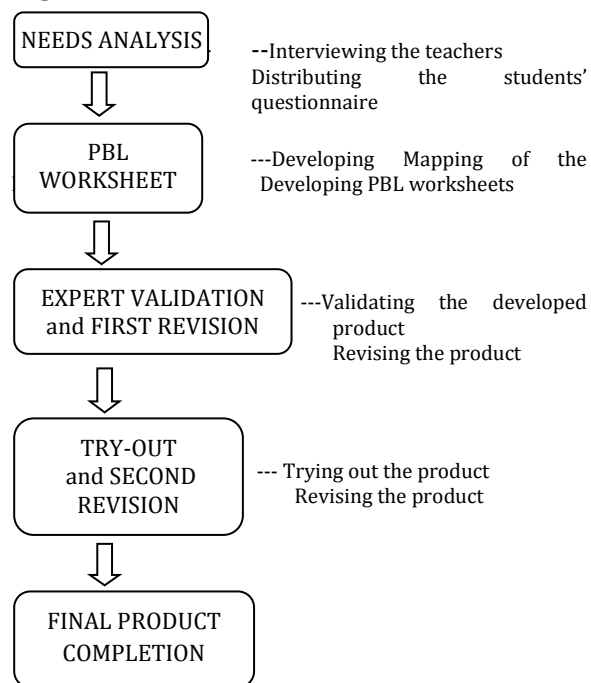 NEEDS ANALYSIS
--Interviewing the teachers
Distributing the students’
questionnaire
PBL
WORKSHEET
---Developing Mapping of the
Developing PBL worksheets
EXPERT VALIDATION
and FIRST REVISION
---Validating the developed
product
Revising the product
TRY-OUT
and SECOND
REVISION
--- Trying out the product
Revising the product
FINAL PRODUCT
COMPLETION